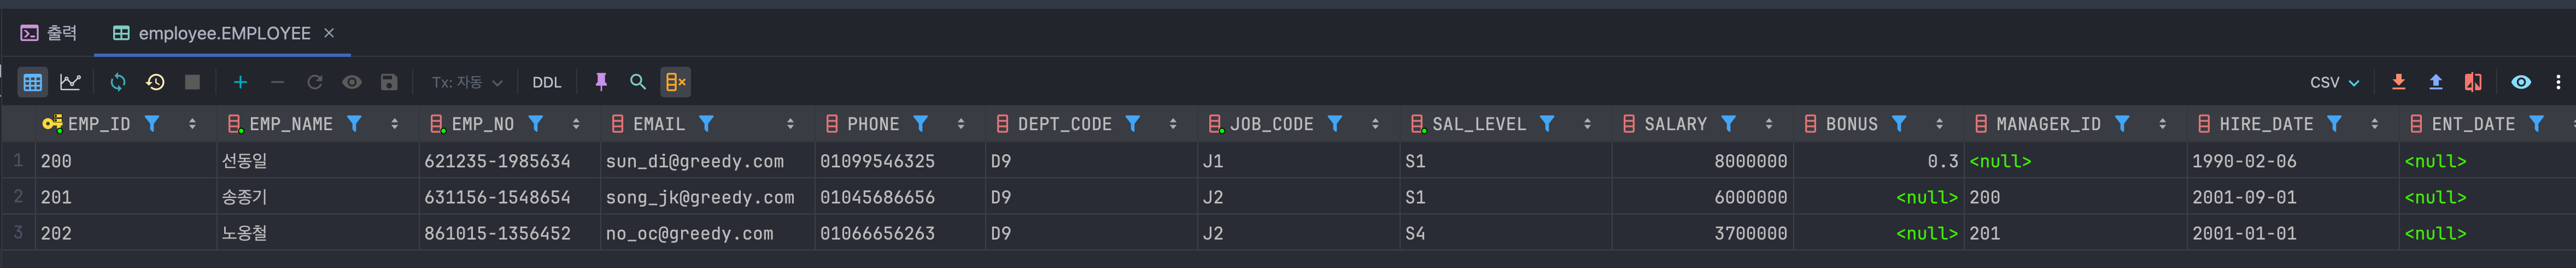 출력 employee.EMPLOYEE
Tx: 자동 DDL CSV
EMP_ID EMP_NAME EMP_NO EMAIL PHONE DEPT_CODE JOB_CODE SAL_LEVEL SALARY BONUS MANAGER_ID HIRE_DATE ENT_DATE
1 200 선동일 621235-1985634 sun_di@greedy.com 01099546325 D9 J1 S1 8000000 0.3 <null> 1990-02-06 <null>
2 201 송종기 631156-1548654 song_jk@greedy.com 01045686656 D9 J2 S1 6000000 <null> 200 2001-09-01 <null>
3 202 노옹철 861015-1356452 no_oc@greedy.com 01066656263 D9 J2 S4 3700000 <null> 201 2001-01-01 <null>